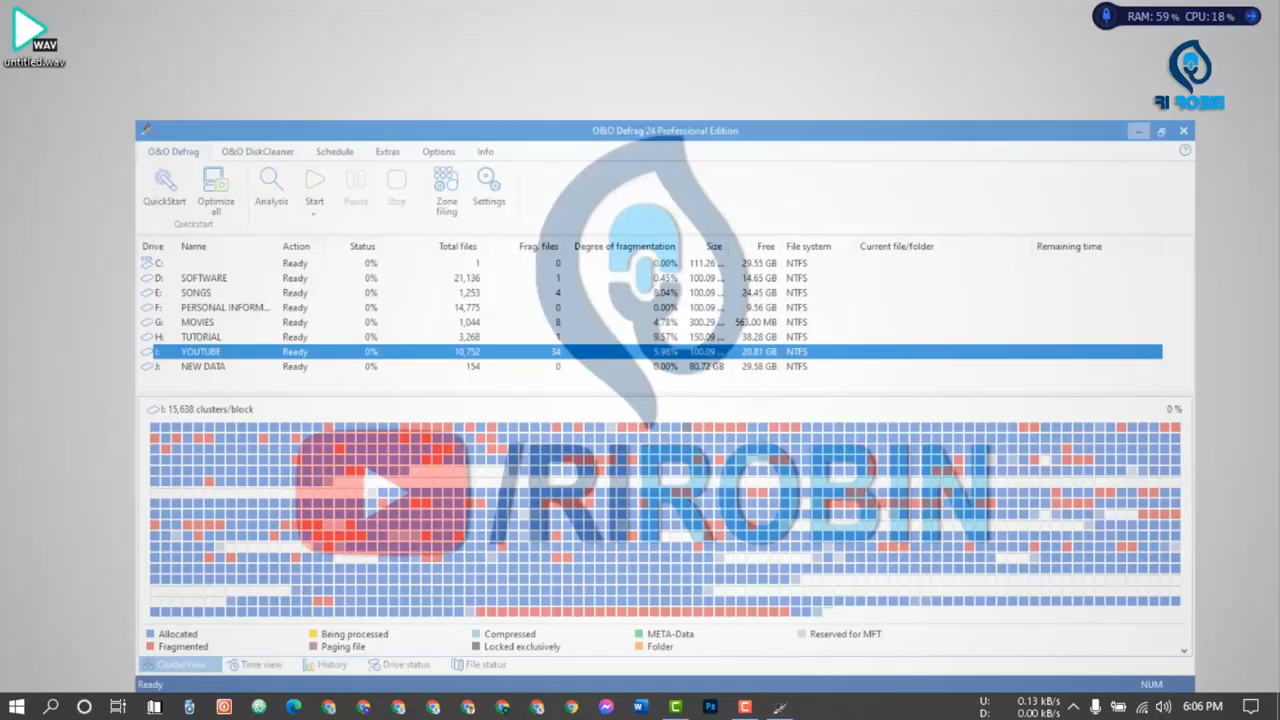 WAV
untitled.wav
RAM: 59 % CPU: 18 %
RI ROBIN
O&O Defrag 24 Professional Edition
O&O Defrag O&O DiskCleaner Schedule Extras Options Info
QuickStart Optimize all Analysis Start Pause Stop Zone filing Settings
Quickstart
Drive Name Action Status Total files Frag. files Degree of fragmentation Size Free File system Current file/folder Remaining time
C: Ready 0% 1 0 0.00% 111.26 ... 29.55 GB NTFS
D: SOFTWARE Ready 0% 21,136 1 0.45% 100.09 ... 14.65 GB NTFS
E: SONGS Ready 0% 1,253 4 8.04% 100.09 ... 24.45 GB NTFS
F: PERSONAL INFORM... Ready 0% 14,775 0 0.00% 100.09 ... 9.56 GB NTFS
G: MOVIES Ready 0% 1,044 8 4.78% 300.29 ... 563.00 MB NTFS
H: TUTORIAL Ready 0% 3,268 1 9.57% 150.09 ... 38.28 GB NTFS
I: YOUTUBE Ready 0% 10,752 34 5.98% 100.09 ... 20.81 GB NTFS
J: NEW DATA Ready 0% 154 0 0.00% 80.72 GB 29.58 GB NTFS
I: 15,638 clusters/block 0 %
/RIROBIN
Allocated Being processed Compressed META-Data Reserved for MFT
Fragmented Paging file Locked exclusively Folder
ClusterView Time view History Drive status File status
Ready NUM
U: 0.13 kB/s
D: 0.00 kB/s
6:06 PM